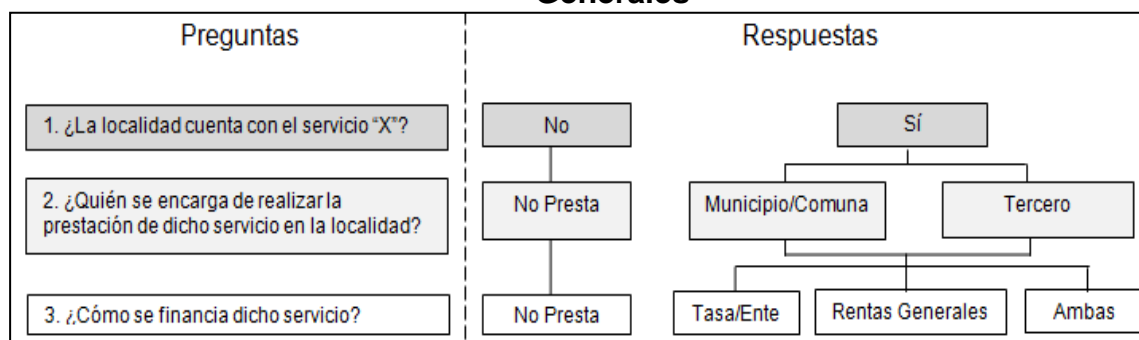 Generales
Preguntas
Respuestas
1. ¿La localidad cuenta con el servicio “X”?
No
Sí
2. ¿Quién se encarga de realizar la
prestación de dicho servicio en la localidad?
No Presta
Municipio/Comuna
Tercero
3. ¿Cómo se financia dicho servicio?
No Presta
Tasa/Ente
Rentas Generales
Ambas